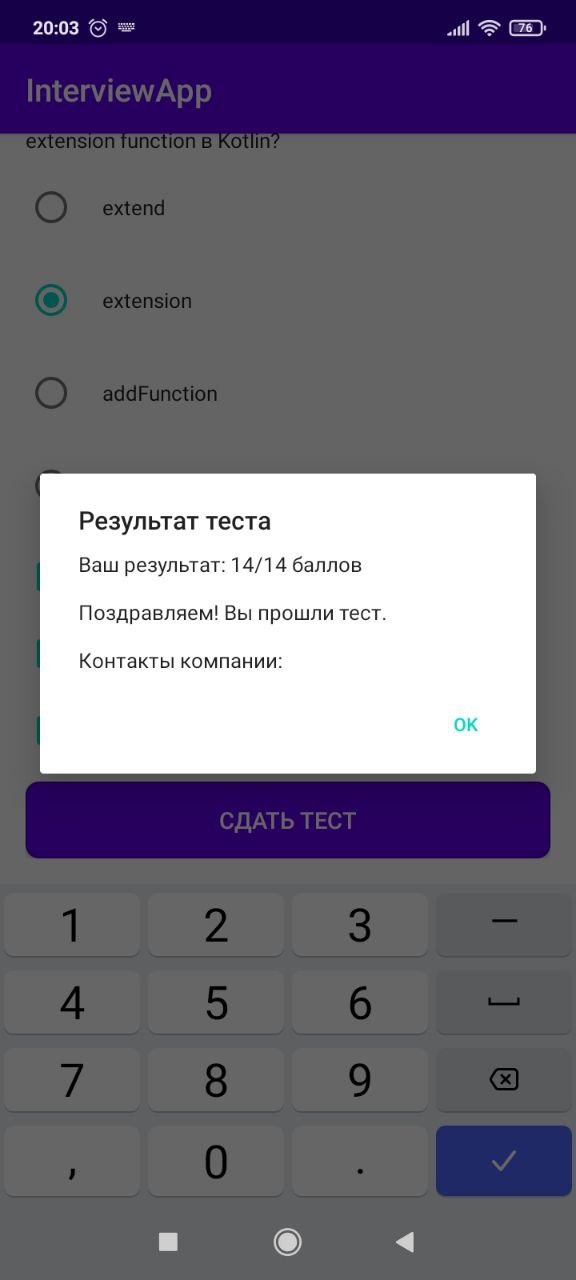 20:03
76
InterviewApp
extension function в Kotlin?
extend
extension
addFunction
Результат теста
Ваш результат: 14/14 баллов
Поздравляем! Вы прошли тест.
Контакты компании:
OK
СДАТЬ ТЕСТ
1 2 3 –
4 5 6
7 8 9
, 0 .